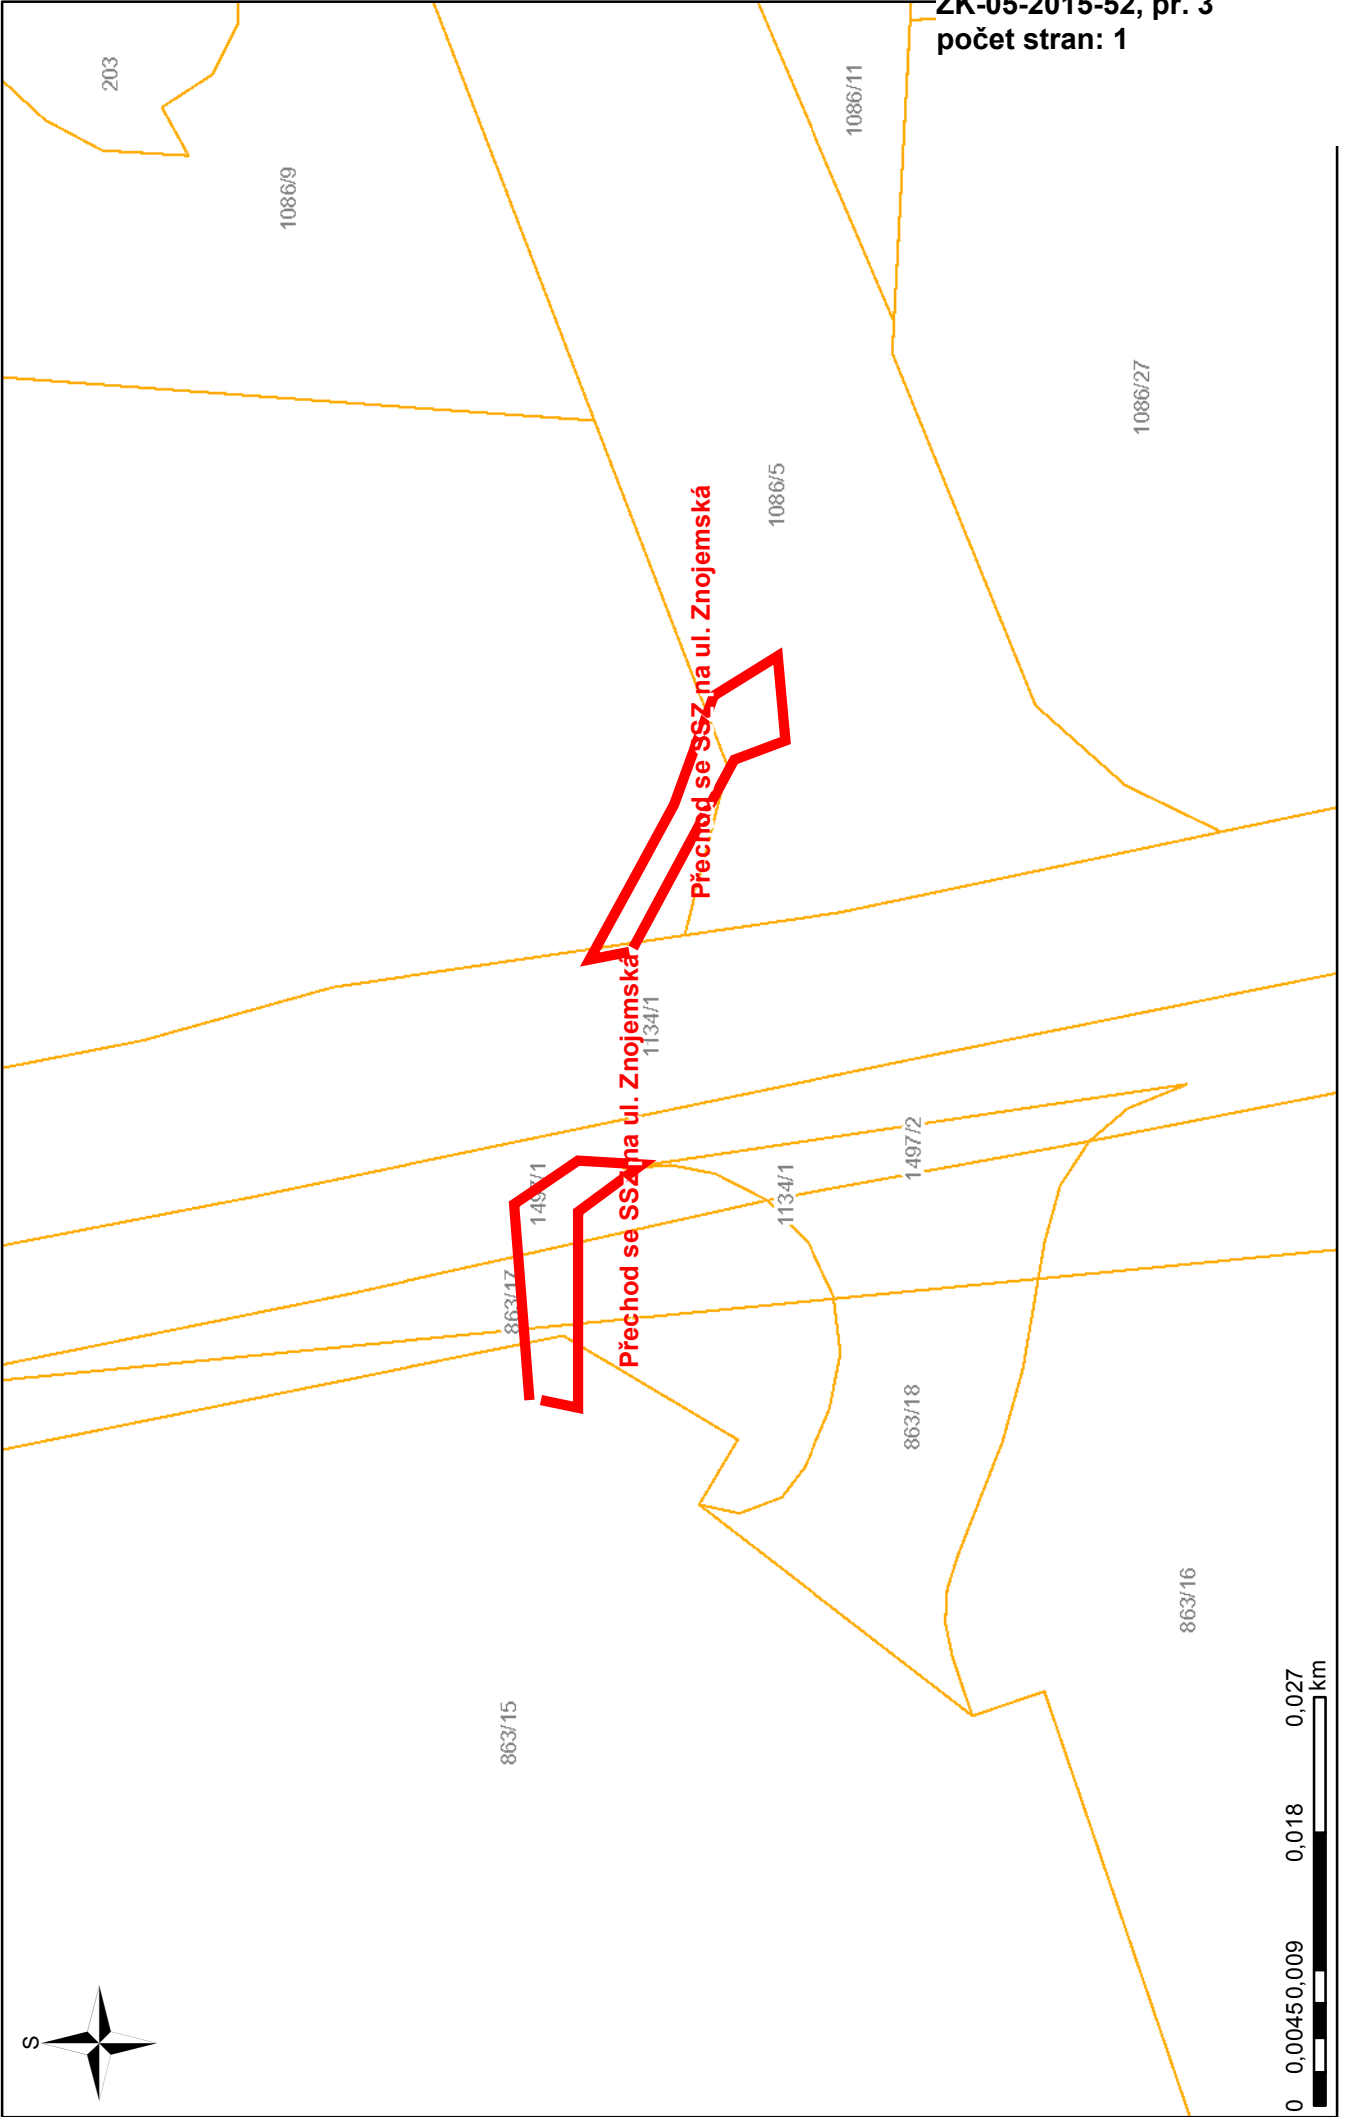 ZK-05-2015-52, př. 3
počet stran: 1
203
1086/9
1086/11
1086/27
1086/5
Přechod se SSZ na ul. Znojemská
Přechod se SSZ na ul. Znojemská
1134/1
1497/1
1497/2
1134/1
863/17
863/18
863/16
863/15
S
0 0,0045 0,009 0,018 0,027
km